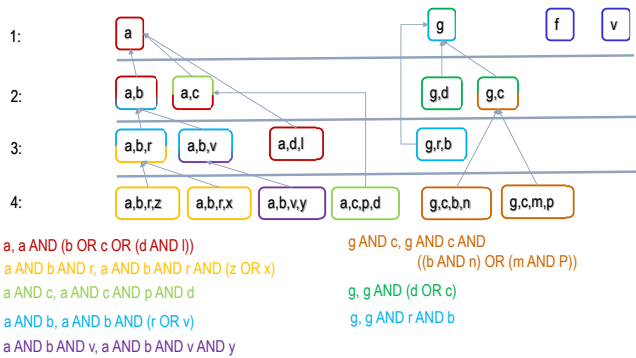 1: a g f v
2: a,b a,c g,d g,c
3: a,b,r a,b,v a,d,l g,r,b
4: a,b,r,z a,b,r,x a,b,v,y a,c,p,d g,c,b,n g,c,m,p
a, a AND (b OR c OR (d AND l))
a AND b AND r, a AND b AND r AND (z OR x)
a AND c, a AND c AND p AND d
a AND b, a AND b AND (r OR v)
a AND b AND v, a AND b AND v AND y
g AND c, g AND c AND
((b AND n) OR (m AND P))
g, g AND (d OR c)
g, g AND r AND b